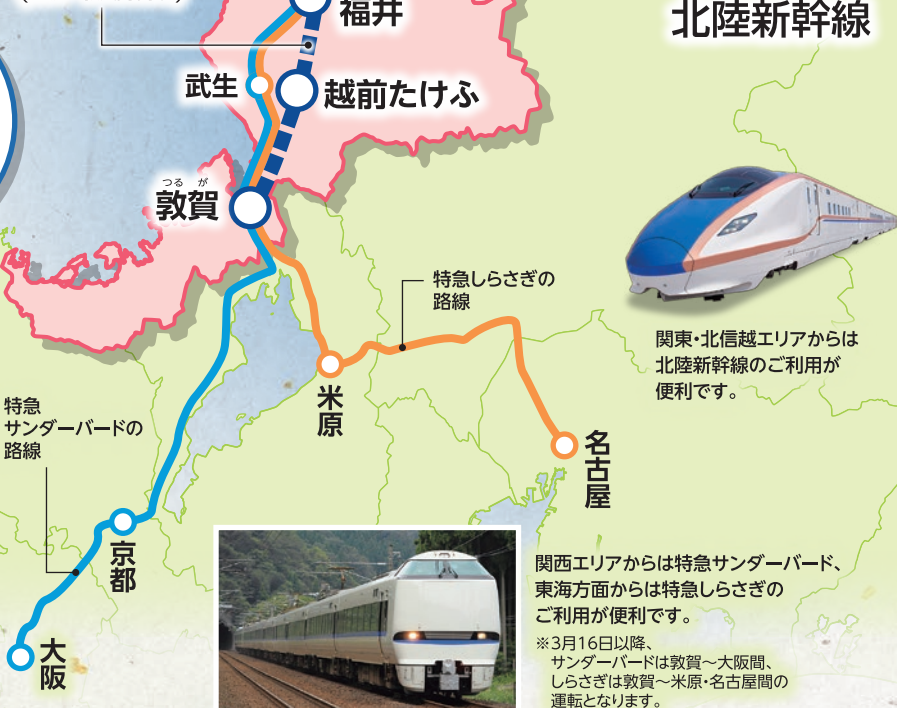 福井
北陸新幹線
武生
越前たけふ
つるが
敦賀
特急しらさぎの
路線
関東・北信越エリアからは
北陸新幹線のご利用が
便利です。
米原
特急
サンダーバードの
路線
名古屋
京都
関西エリアからは特急サンダーバード、
東海方面からは特急しらさぎの
ご利用が便利です。
※3月16日以降、
サンダーバードは敦賀～大阪間、
しらさぎは敦賀～米原・名古屋間の
運転となります。
大阪